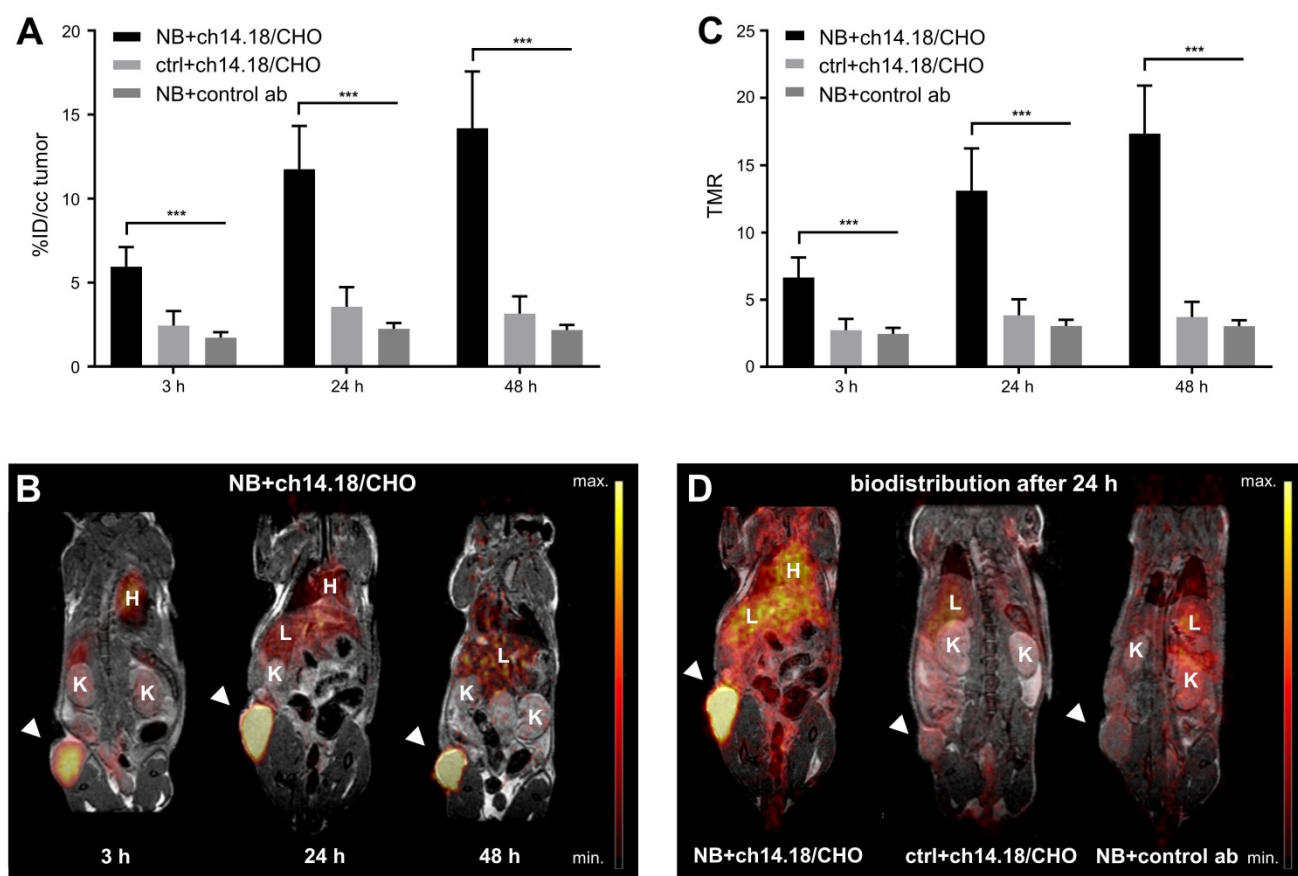 A
20
15
10
5
0
%ID/cc tumor
NB+ch14.18/CHO
ctrl+ch14.18/CHO
NB+control ab
***
***
***
3 h
24 h
48 h
C
25
20
15
10
5
0
TMR
NB+ch14.18/CHO
ctrl+ch14.18/CHO
NB+control ab
***
***
***
3 h
24 h
48 h
B
NB+ch14.18/CHO
max.
H
K
K
H
L
K
L
K
K
3 h
24 h
48 h
min.
D
biodistribution after 24 h
max.
H
L
L
K
K
L
K
K
NB+ch14.18/CHO
ctrl+ch14.18/CHO
NB+control ab
min.